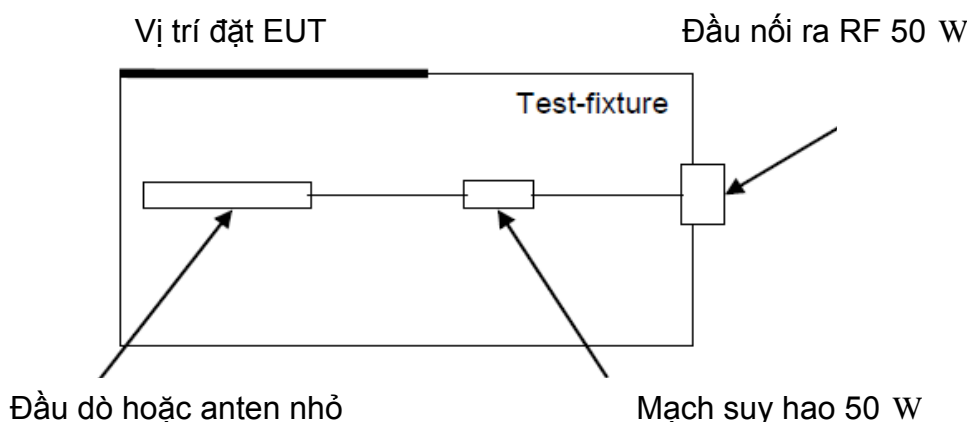 Vị trí đặt EUT
Đầu nối ra RF 50 W
Test-fixture
Đầu dò hoặc anten nhỏ
Mạch suy hao 50 W